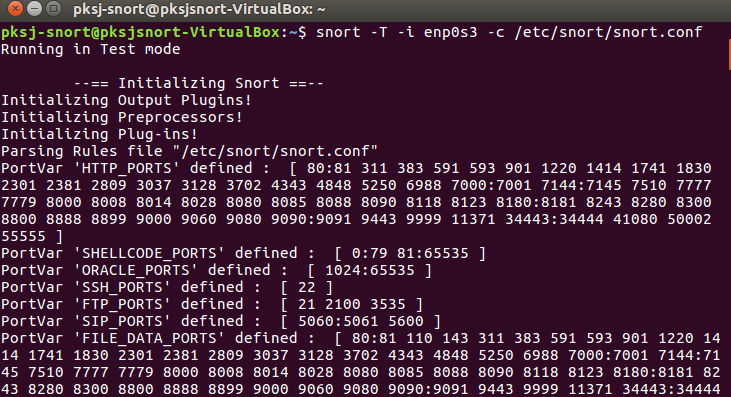 pksj-snort@pksjsnort-VirtualBox: ~
pksj-snort@pksjsnort-VirtualBox:~$ snort -T -i enp0s3 -c /etc/snort/snort.conf
Running in Test mode
--== Initializing Snort ==--
Initializing Output Plugins!
Initializing Preprocessors!
Initializing Plug-ins!
Parsing Rules file "/etc/snort/snort.conf"
PortVar 'HTTP_PORTS' defined :  [ 80:81 311 383 591 593 901 1220 1414 1741 1830
2301 2381 2809 3037 3128 3702 4343 4848 5250 6988 7000:7001 7144:7145 7510 7777
7779 8000 8008 8014 8028 8080 8085 8088 8090 8118 8123 8180:8181 8243 8280 8300
8800 8888 8899 9000 9060 9080 9090:9091 9443 9999 11371 34443:34444 41080 50002
55555 ]
PortVar 'SHELLCODE_PORTS' defined :  [ 0:79 81:65535 ]
PortVar 'ORACLE_PORTS' defined :  [ 1024:65535 ]
PortVar 'SSH_PORTS' defined :  [ 22 ]
PortVar 'FTP_PORTS' defined :  [ 21 2100 3535 ]
PortVar 'SIP_PORTS' defined :  [ 5060:5061 5600 ]
PortVar 'FILE_DATA_PORTS' defined :  [ 80:81 110 143 311 383 591 593 901 1220 14
14 1741 1830 2301 2381 2809 3037 3128 3702 4343 4848 5250 6988 7000:7001 7144:71
45 7510 7777 7779 8000 8008 8014 8028 8080 8085 8088 8090 8118 8123 8180:8181 82
43 8280 8300 8800 8888 8899 9000 9060 9080 9090:9091 9443 9999 11371 34443:34444